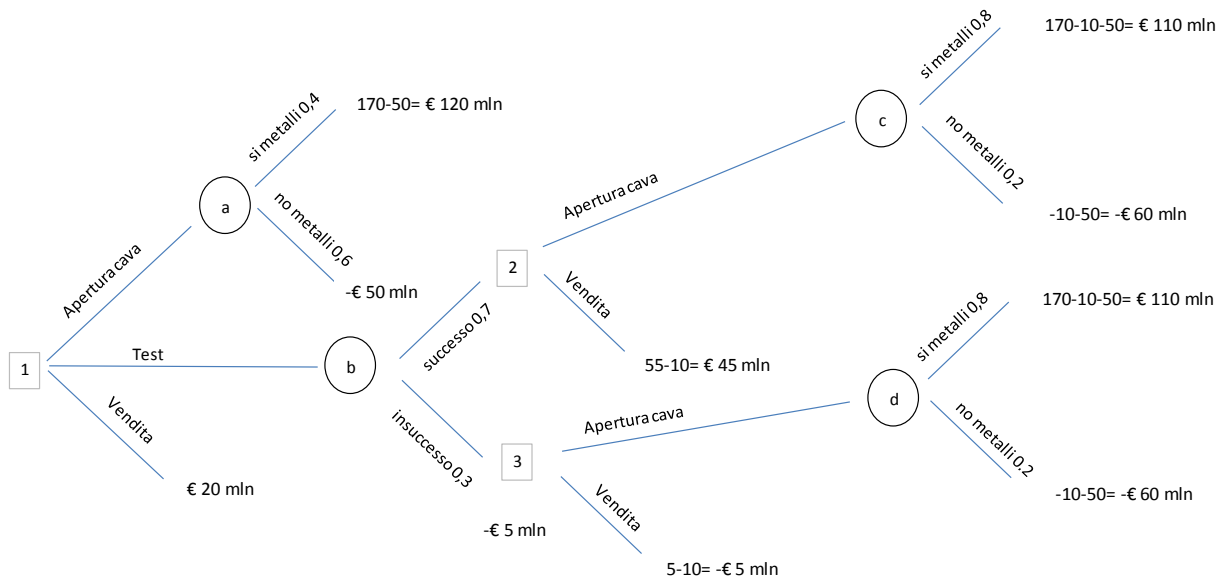 si metalli 0,8
170-10-50= € 110 mln
c
no metalli 0,2
-10-50= -€ 60 mln
si metalli 0,4
170-50= € 120 mln
a
no metalli 0,6
-€ 50 mln
Apertura cava
Apertura cava
2
Vendita
55-10= € 45 mln
successo 0,7
1
Test
b
Vendita
€ 20 mln
insuccesso 0,3
3
-€ 5 mln
Apertura cava
Vendita
5-10= -€ 5 mln
si metalli 0,8
170-10-50= € 110 mln
d
no metalli 0.2
-10-50= -€ 60 mln